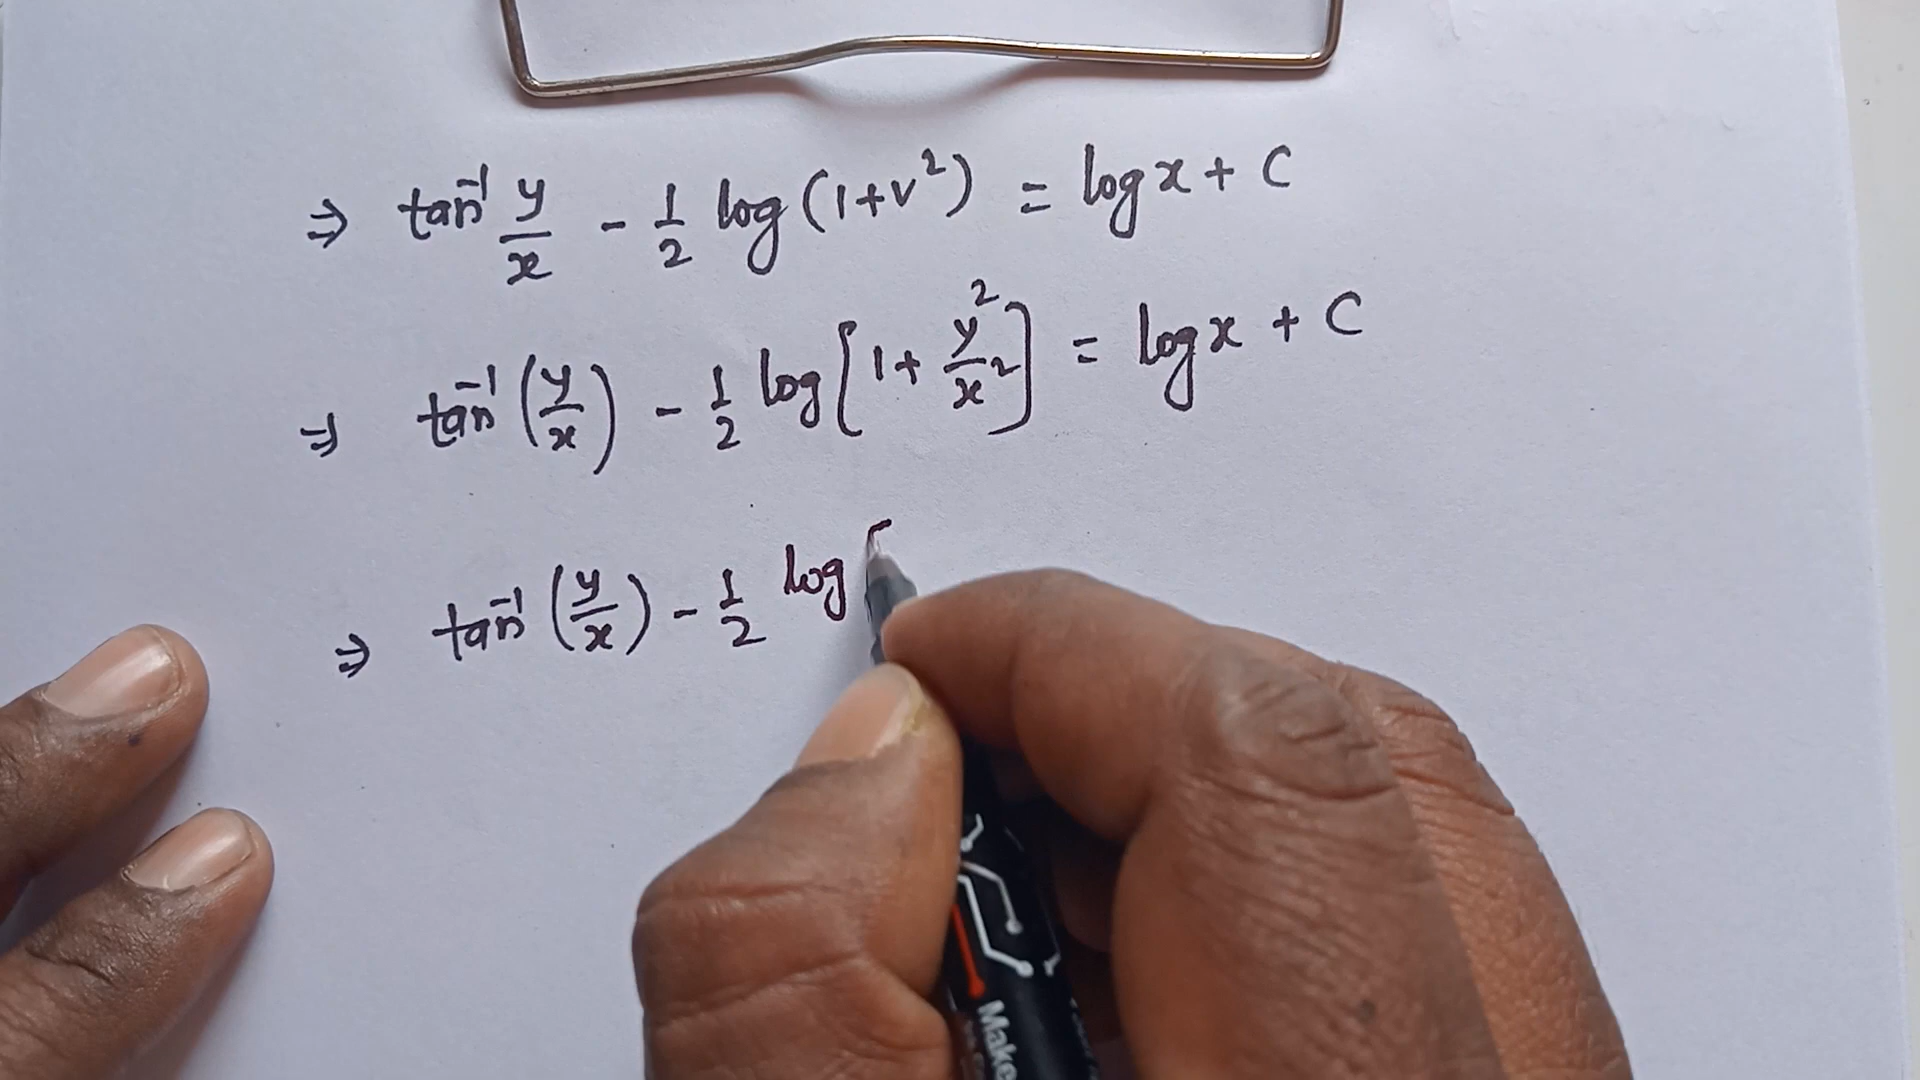 ⇒ tan⁻¹ y/x - 1/2 log(1+v²) = log x + C
⇒ tan⁻¹ (y/x) - 1/2 log[1 + y²/x²] = log x + C
⇒ tan⁻¹ (y/x) - 1/2 log [
Make